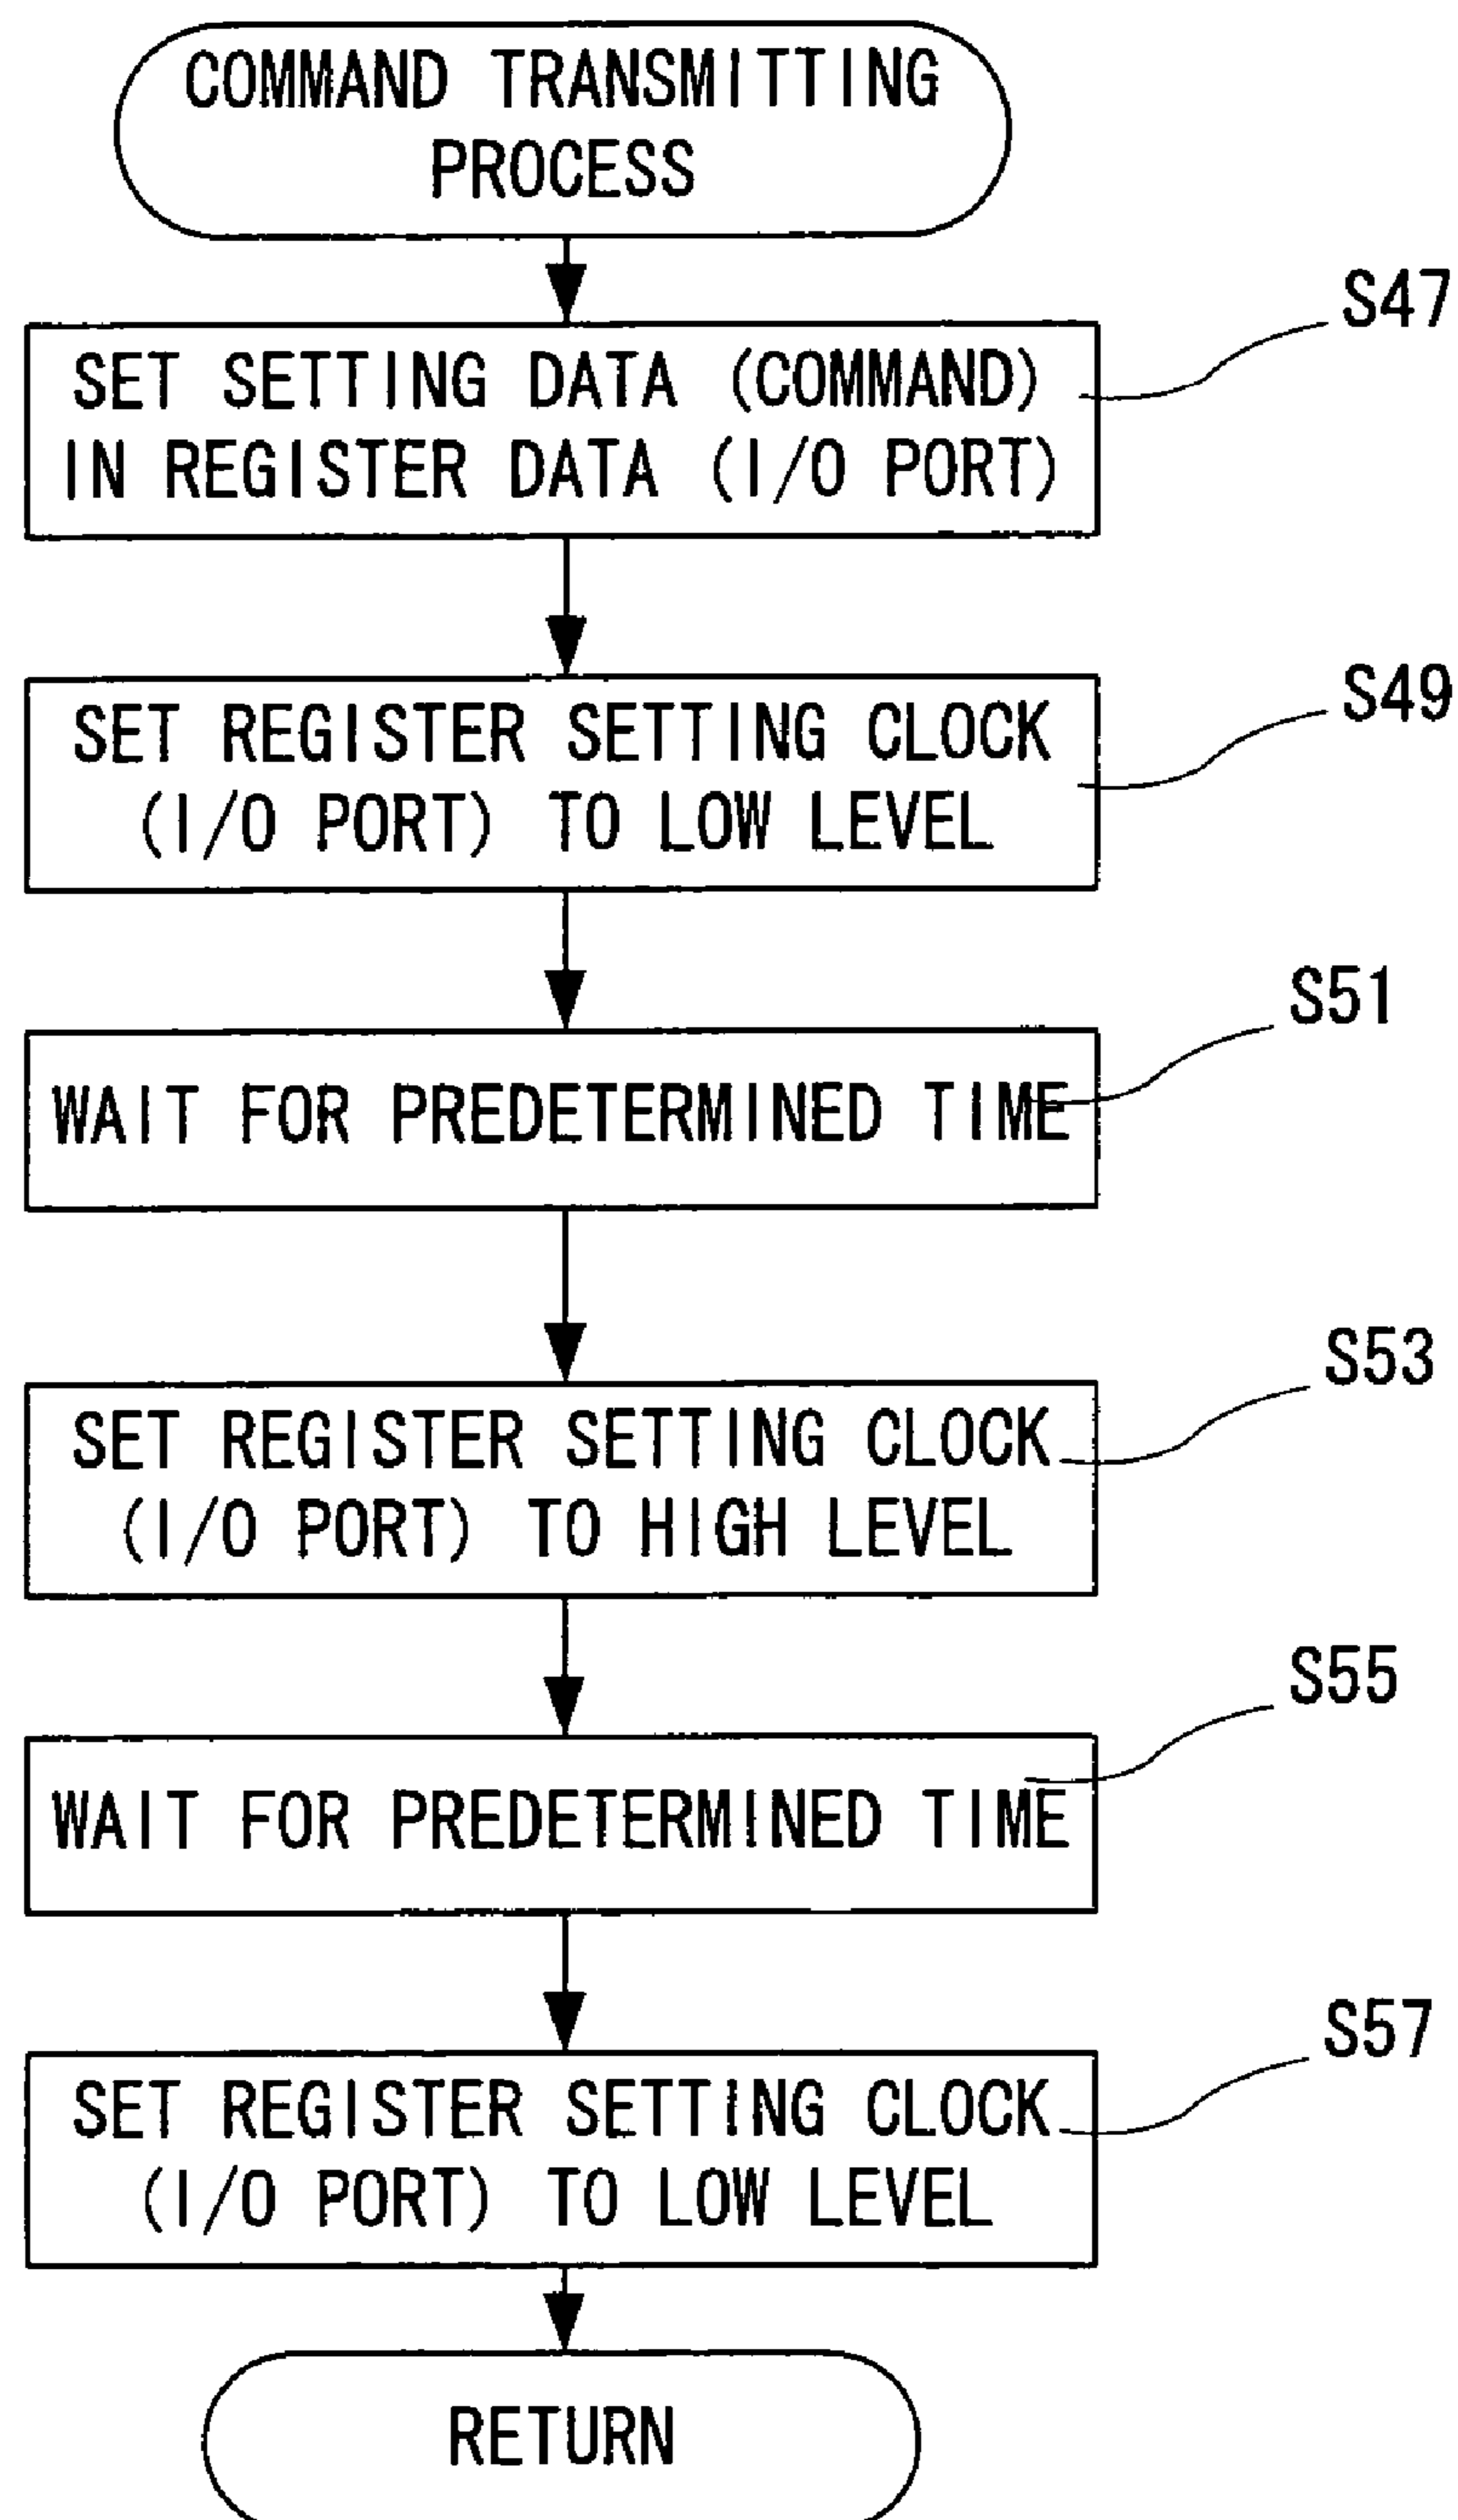 COMMAND TRANSMITTING
PROCESS
S47
SET SETTING DATA (COMMAND)
IN REGISTER DATA (I/O PORT)
S49
SET REGISTER SETTING CLOCK
(I/O PORT) TO LOW LEVEL
S51
WAIT FOR PREDETERMINED TIME
S53
SET REGISTER SETTING CLOCK
(I/O PORT) TO HIGH LEVEL
S55
WAIT FOR PREDETERMINED TIME
S57
SET REGISTER SETTING CLOCK
(I/O PORT) TO LOW LEVEL
RETURN